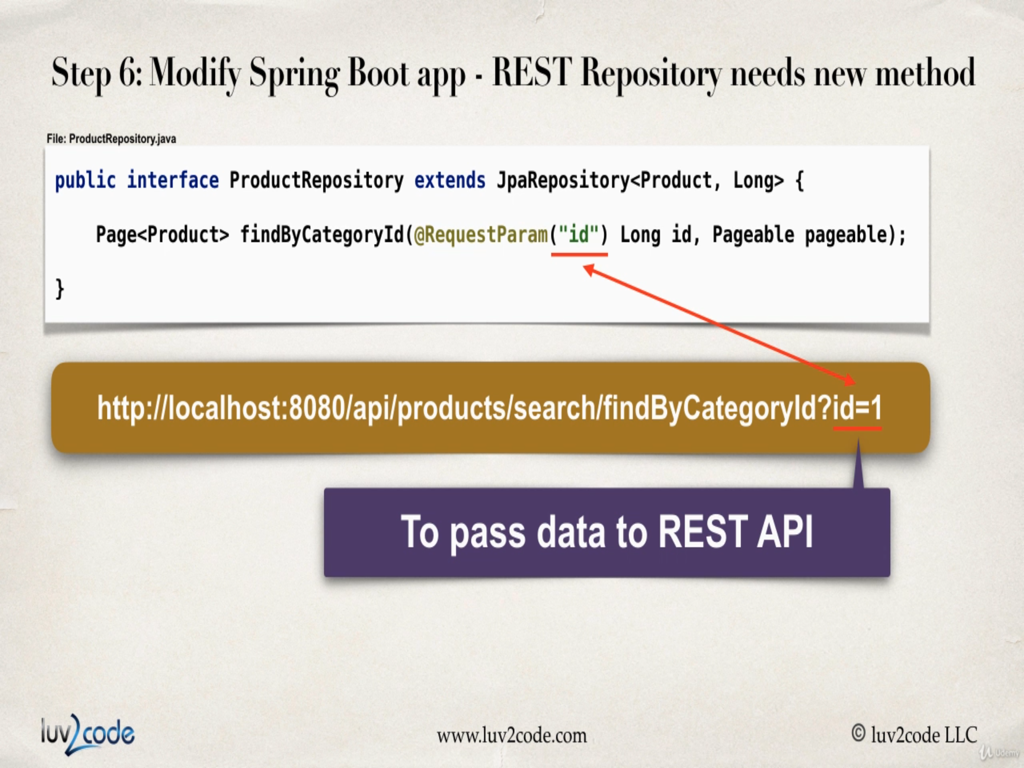 Step 6: Modify Spring Boot app - REST Repository needs new method
File: ProductRepository.java
public interface ProductRepository extends JpaRepository<Product, Long> {
Page<Product> findByCategoryId(@RequestParam("id") Long id, Pageable pageable);
}
http://localhost:8080/api/products/search/findByCategoryId?id=1
To pass data to REST API
luv2code
www.luv2code.com
© luv2code LLC
Udemy